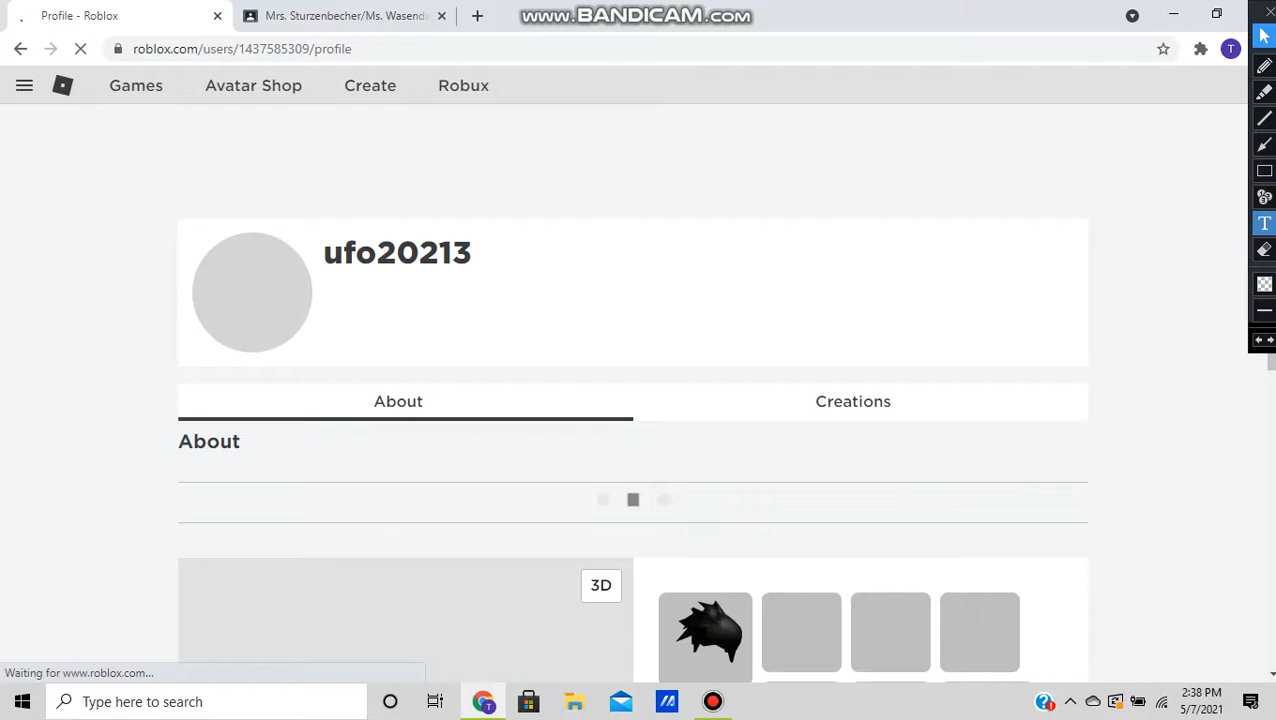 Profile - Roblox
Mrs. Sturzenbecher/Ms. Wasenda
www.BANDICAM.com
roblox.com/users/1437585309/profile
T
Games
Avatar Shop
Create
Robux
T
ufo20213
About
Creations
About
3D
Waiting for www.roblox.com...
Type here to search
T
2:38 PM
5/7/2021